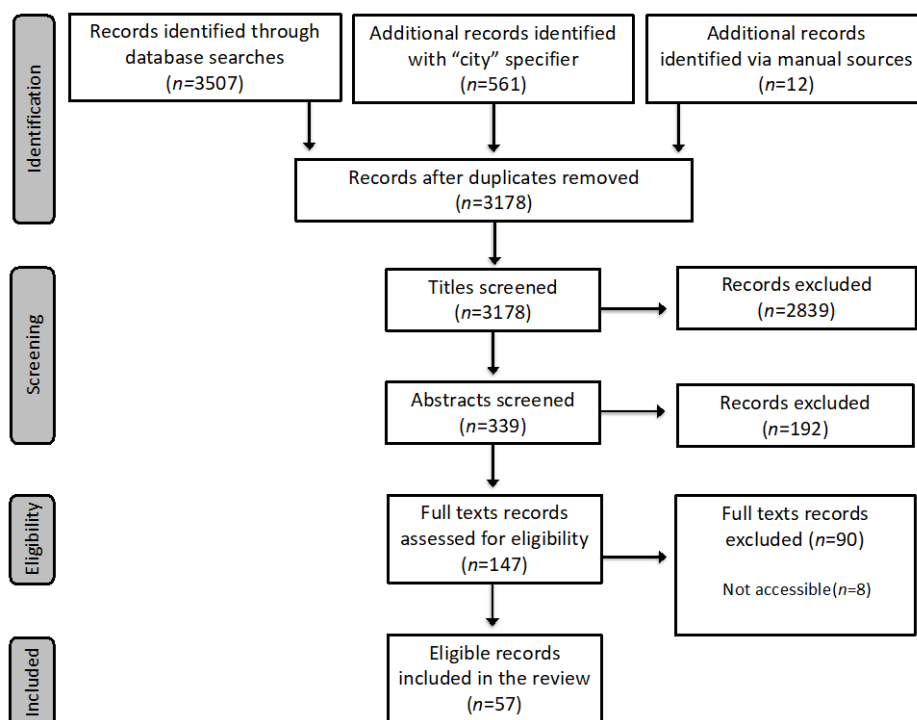 Records identified through
database searches
(n=3507)
Additional records identified
with “city” specifier
(n=561)
Additional records
identified via manual sources
(n=12)
Identification
Records after duplicates removed
(n=3178)
Screening
Titles screened
(n=3178)
Records excluded
(n=2839)
Abstracts screened
(n=339)
Records excluded
(n=192)
Eligibility
Full texts records
assessed for eligibility
(n=147)
Full texts records
excluded (n=90)
Not accessible(n=8)
Included
Eligible records
included in the review
(n=57)